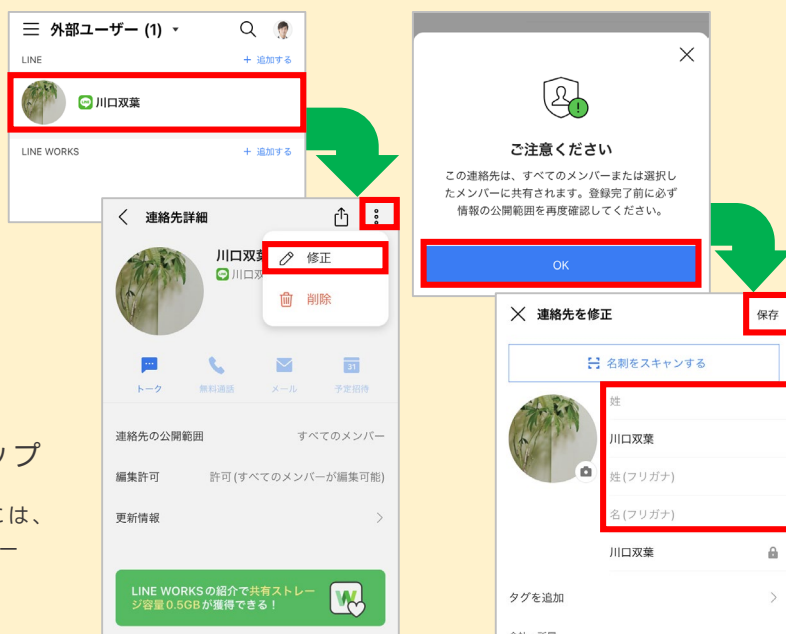 外部ユーザー (1)
LINE
+ 追加する
川口双葉
LINE WORKS
+ 追加する
連絡先詳細
川口双
川口双
修正
削除
トーク
無料通話
メール
31
予定招待
連絡先の公開範囲
すべてのメンバー
編集許可
許可(すべてのメンバーが編集可能)
更新情報
LINE WORKSの紹介で共有ストレー
ジ容量0.5GBが獲得できる！
ップ
には、
ー
ご注意ください
この連絡先は、すべてのメンバーまたは選択し
たメンバーに共有されます。登録完了前に必ず
情報の公開範囲を再度確認してください。
OK
連絡先を修正
保存
名刺をスキャンする
姓
川口双葉
姓(フリガナ)
名(フリガナ)
川口双葉
タグを追加